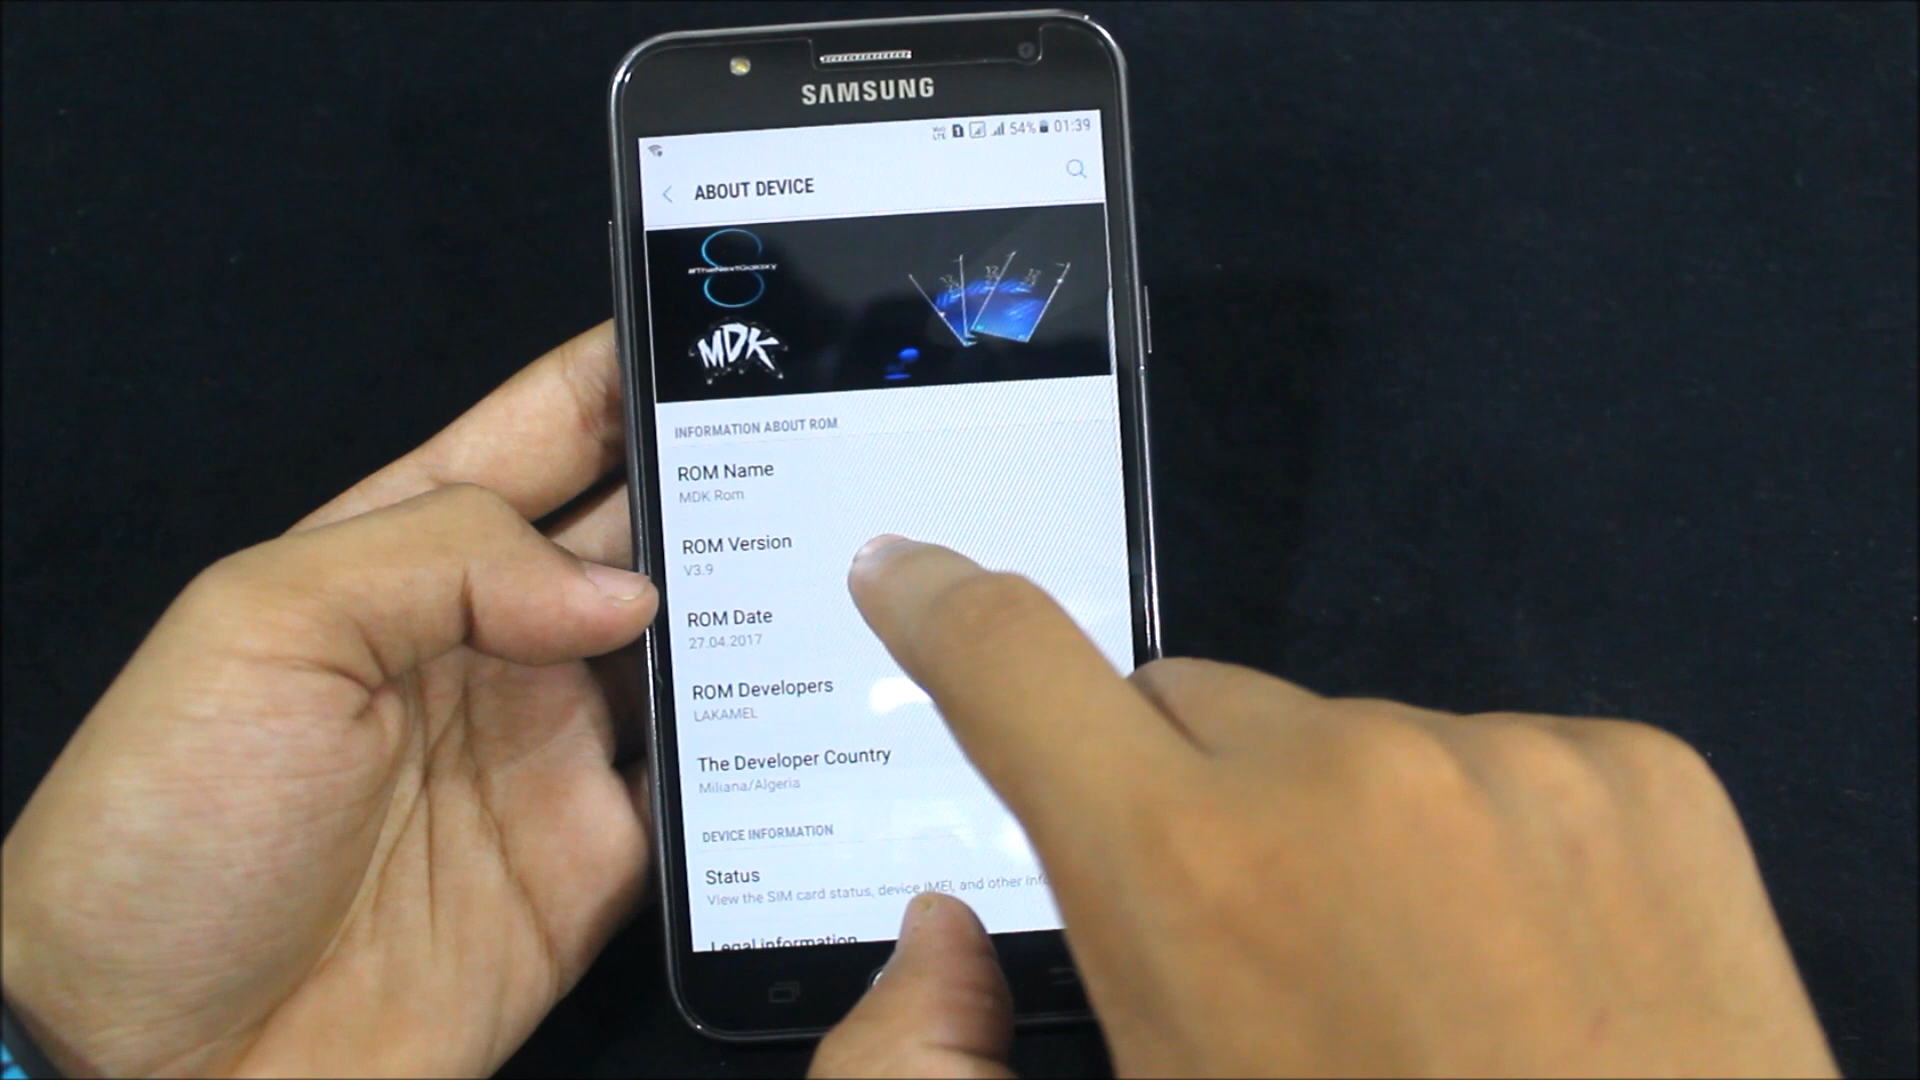 SAMSUNG
54% 01:39
ABOUT DEVICE
#TheNextGalaxy
MDK
INFORMATION ABOUT ROM
ROM Name
MDK Rom
ROM Version
V3.9
ROM Date
27.04.2017
ROM Developers
LAKAMEL
The Developer Country
Miliana/Algeria
DEVICE INFORMATION
Status
View the SIM card status, device IMEI, and other
Legal information